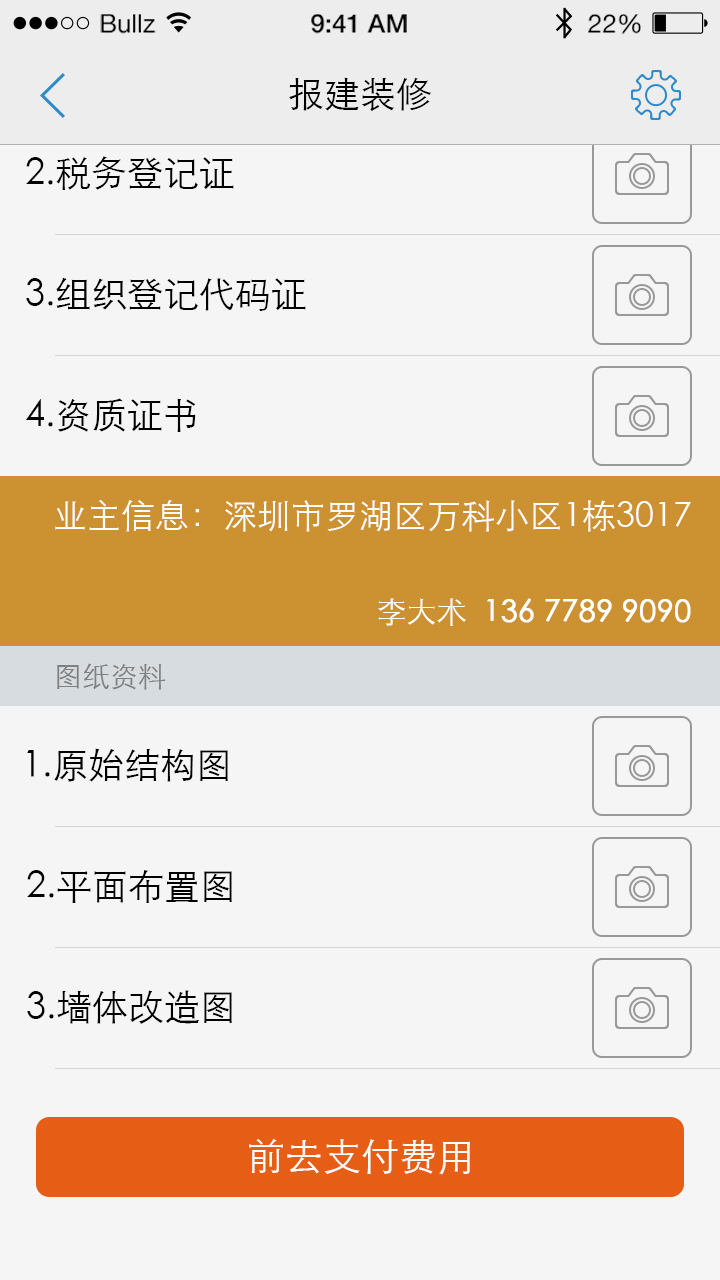 Bullz 9:41 AM 22%
报建装修
2.税务登记证
3.组织登记代码证
4.资质证书
业主信息：深圳市罗湖区万科小区1栋3017
李大术 136 7789 9090
图纸资料
1.原始结构图
2.平面布置图
3.墙体改造图
前去支付费用